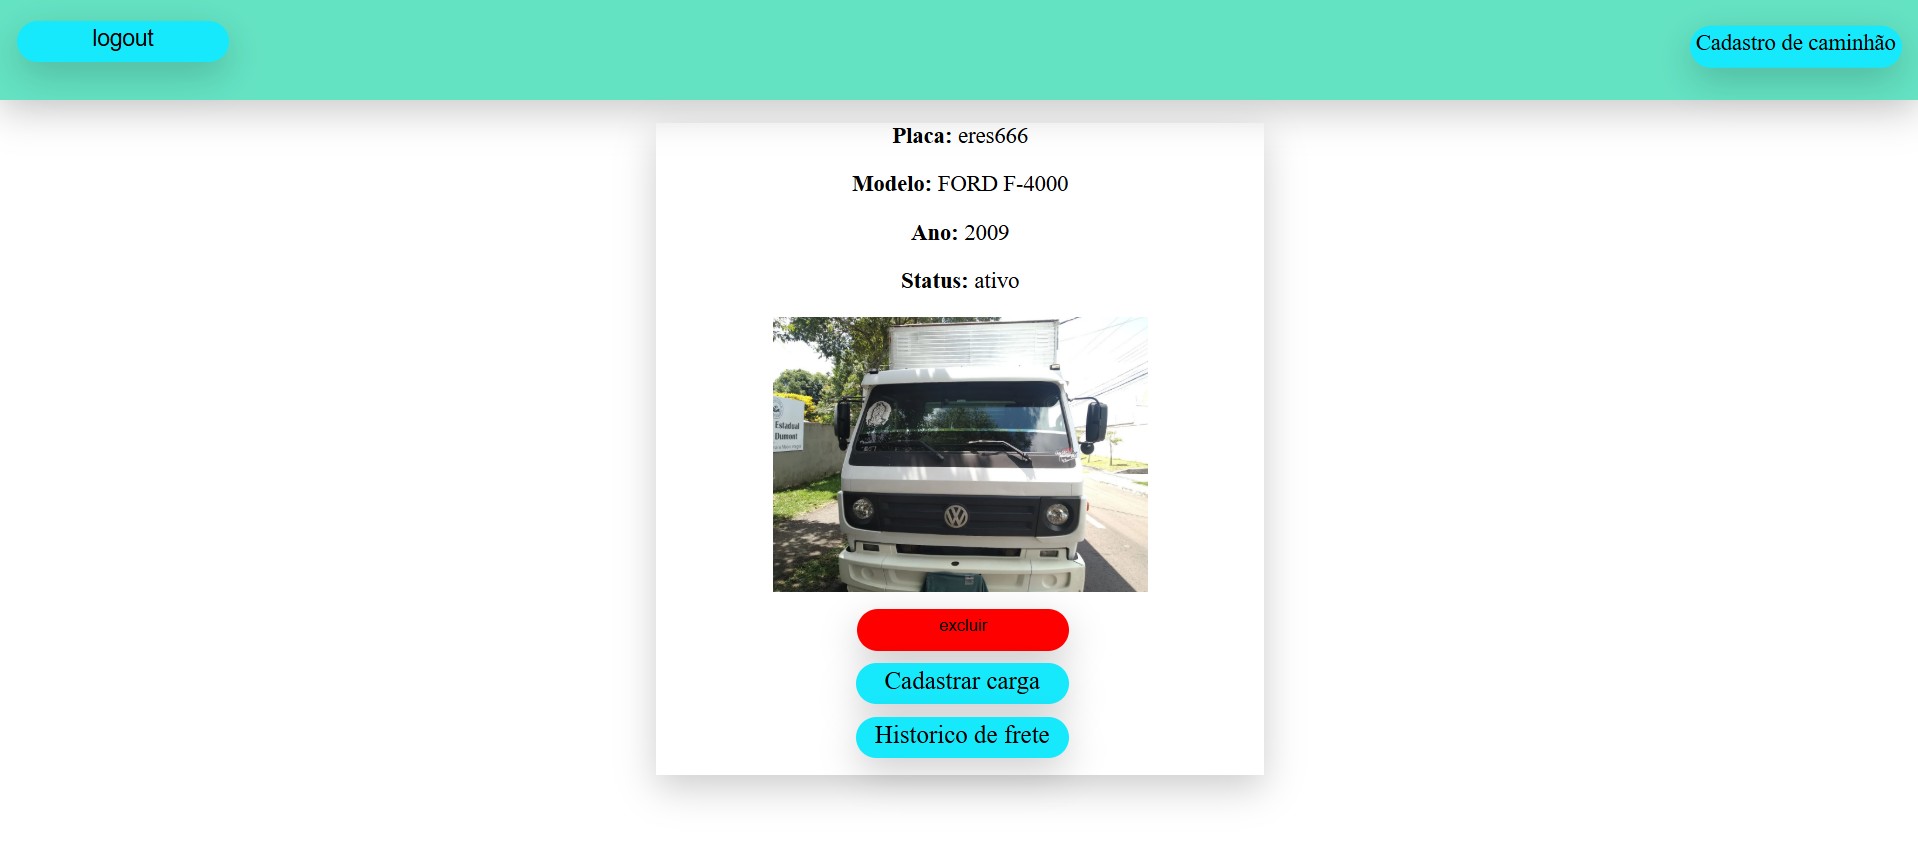 logout
Cadastro de caminhão
Placa: eres666
Modelo: FORD F-4000
Ano: 2009
Status: ativo
Estadual
Dumont
excluir
Cadastrar carga
Historico de frete